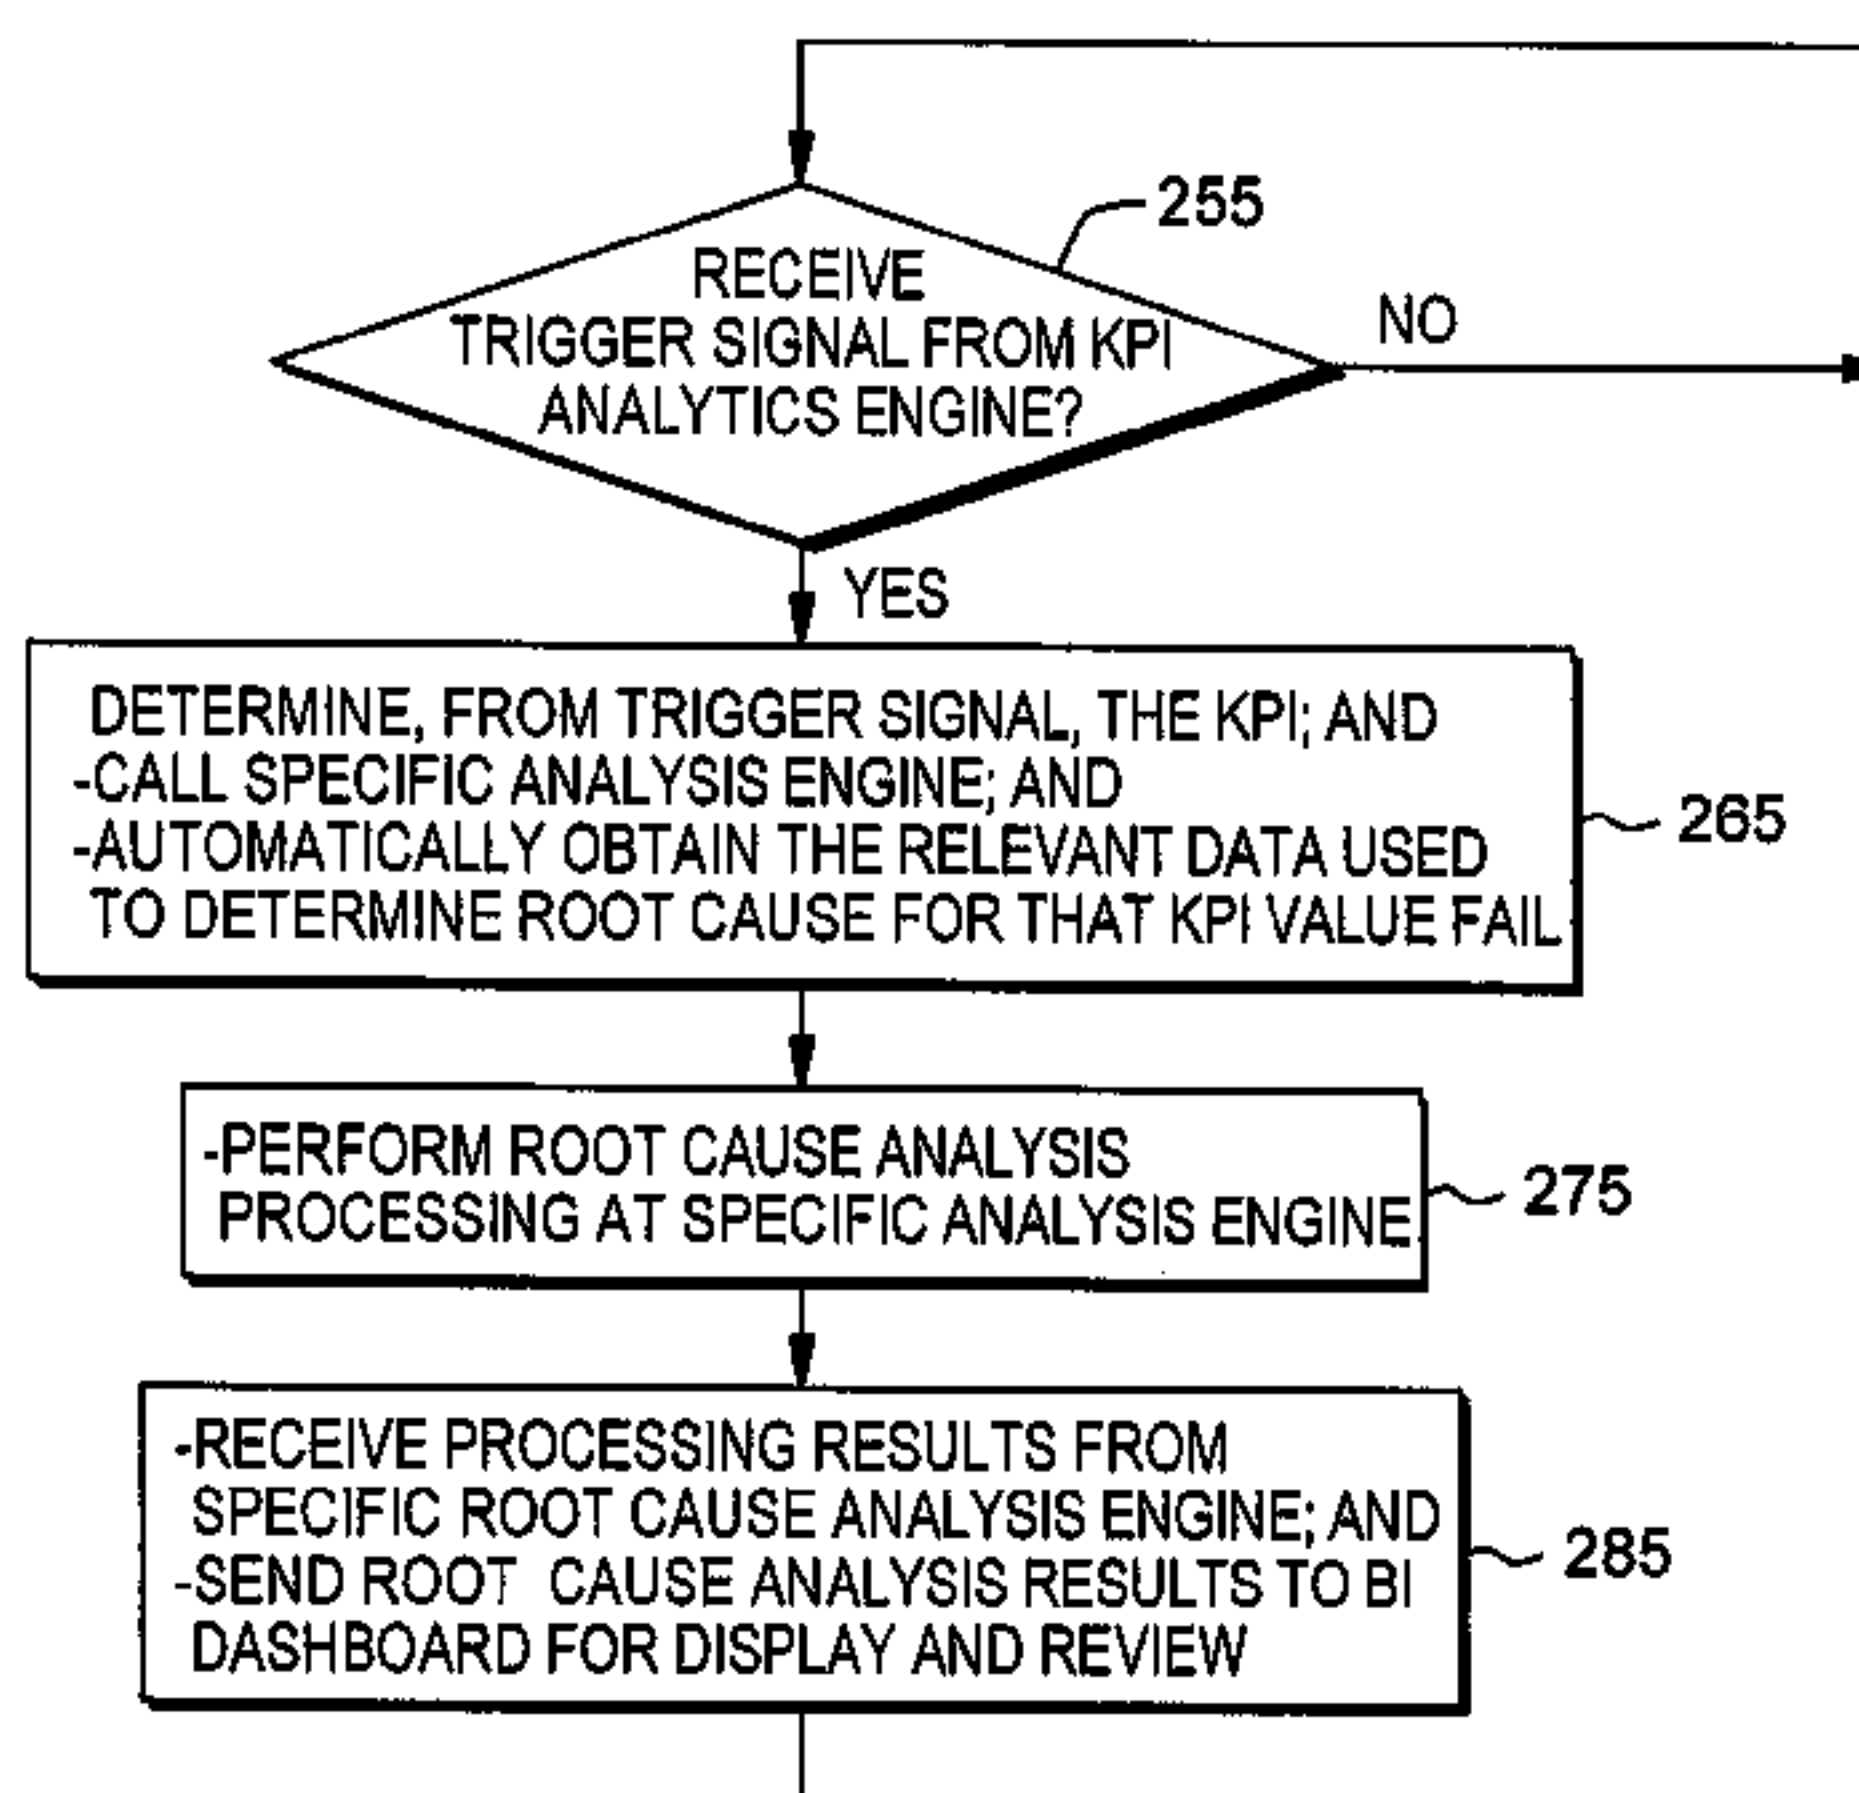 RECEIVE
255
TRIGGER SIGNAL FROM KPI
NO
ANALYTICS ENGINE?
YES
DETERMINE, FROM TRIGGER SIGNAL, THE KPI; AND
-CALL SPECIFIC ANALYSIS ENGINE; AND
-AUTOMATICALLY OBTAIN THE RELEVANT DATA USED
TO DETERMINE ROOT CAUSE FOR THAT KPI VALUE FAIL
265
-PERFORM ROOT CAUSE ANALYSIS
PROCESSING AT SPECIFIC ANALYSIS ENGINE
275
-RECEIVE PROCESSING RESULTS FROM
SPECIFIC ROOT CAUSE ANALYSIS ENGINE; AND
-SEND ROOT CAUSE ANALYSIS RESULTS TO BI
DASHBOARD FOR DISPLAY AND REVIEW
285